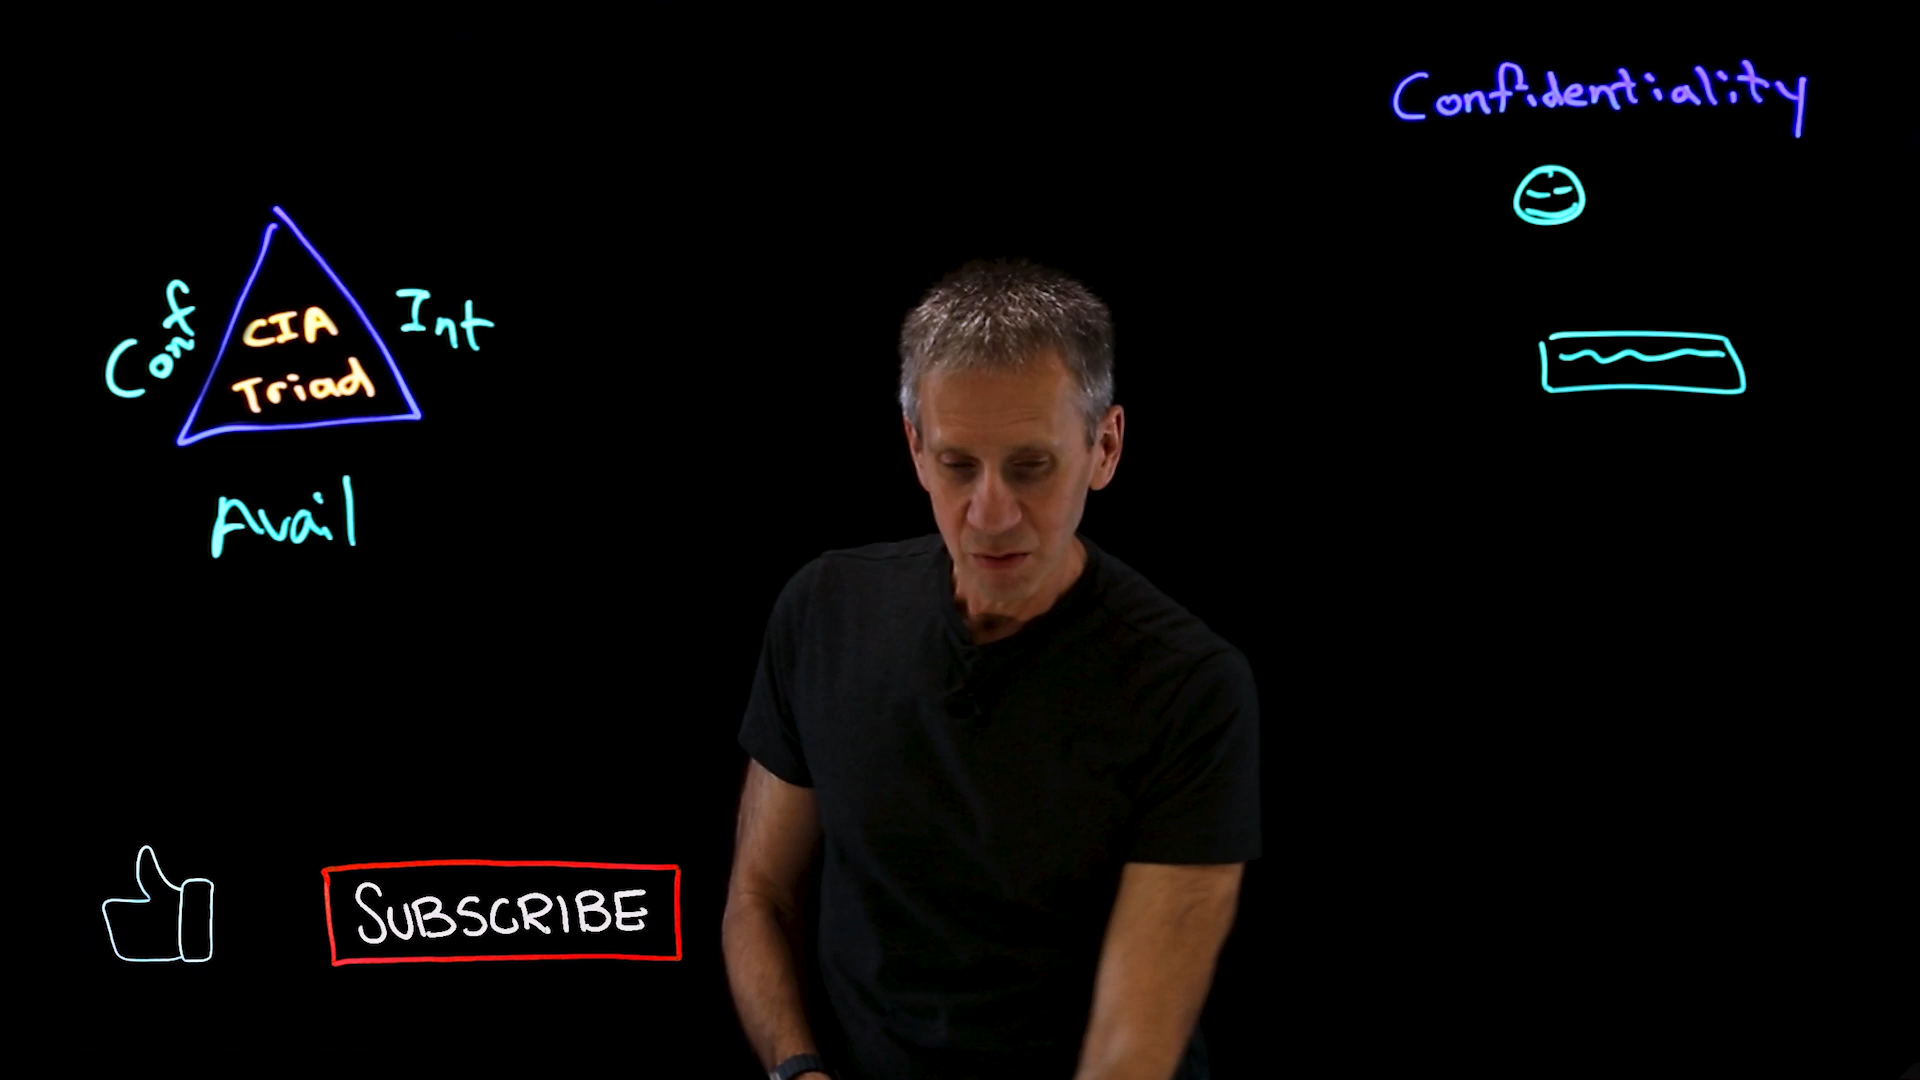 Confidentiality
Conf
CIA
Triad
Int
Avail
SUBSCRIBE